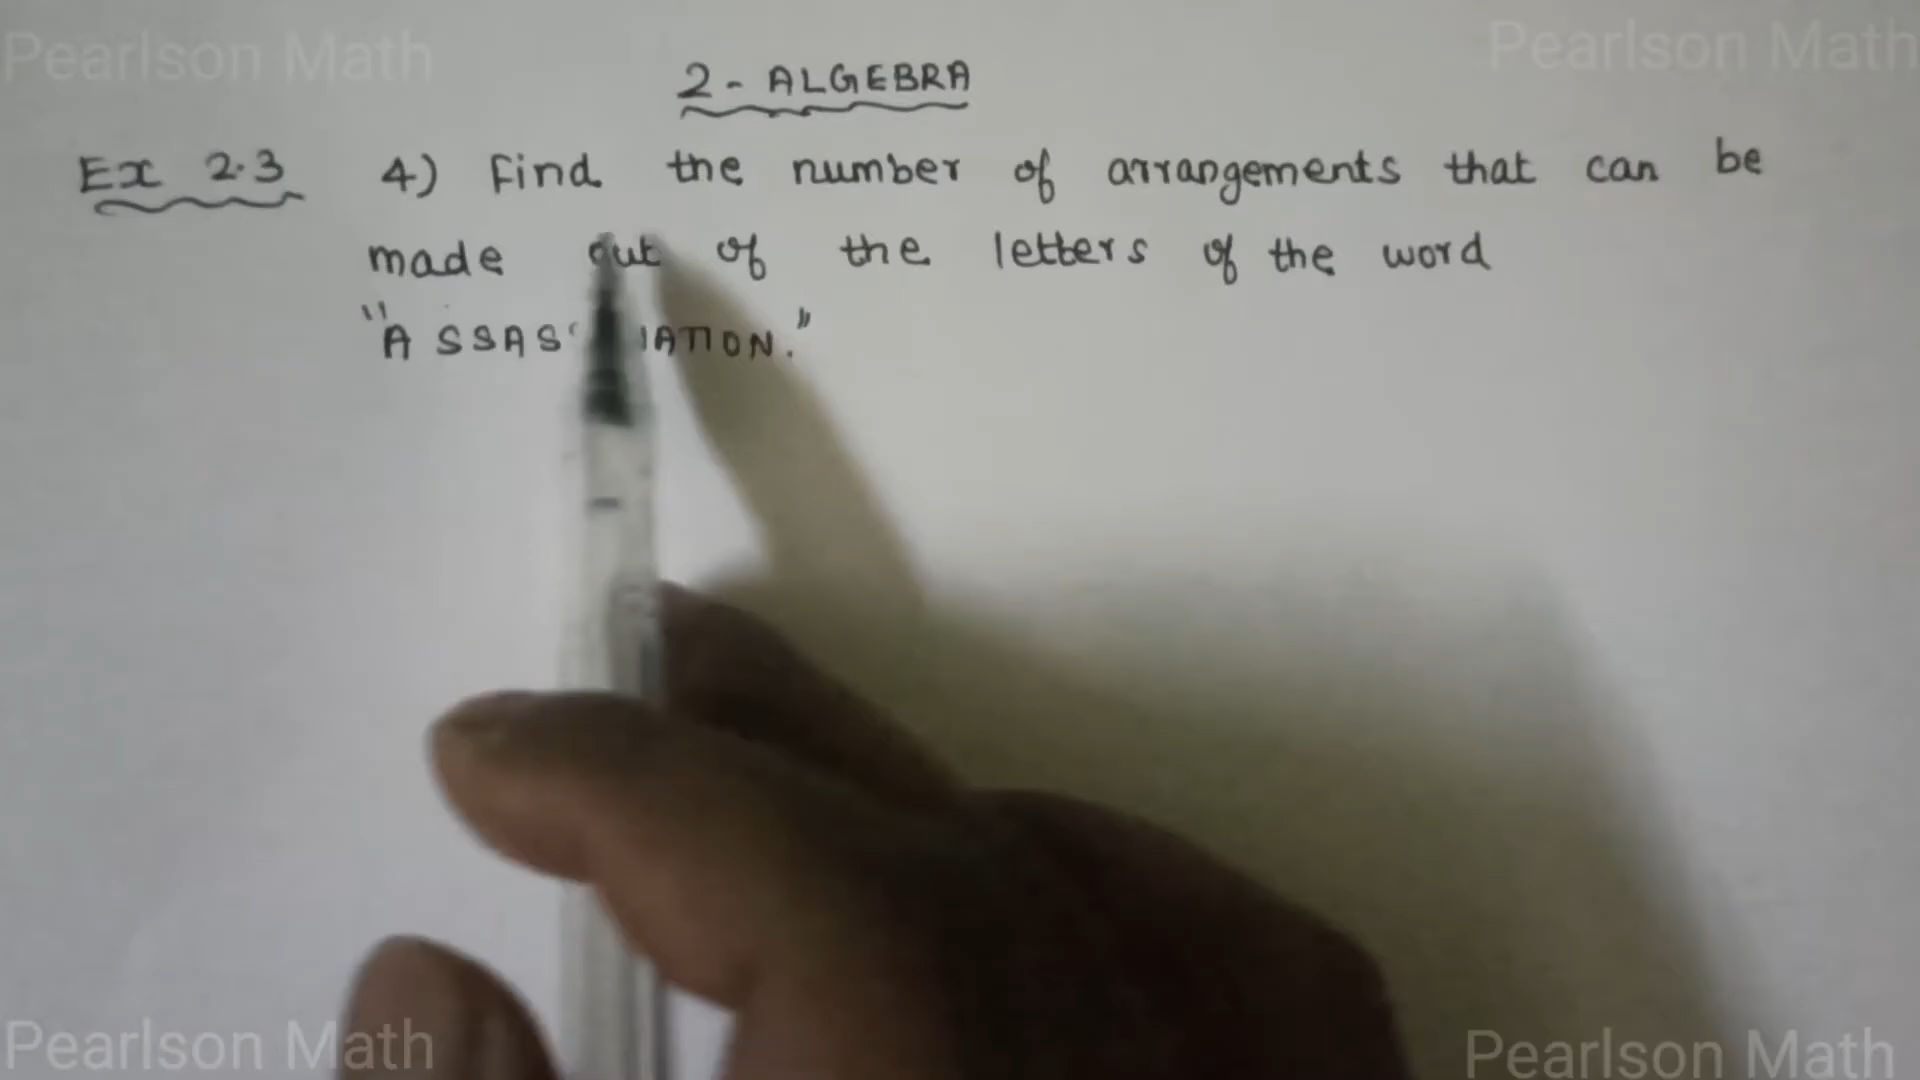 Pearlson Math
Pearlson Math
2 - ALGEBRA
Ex 2.3 4) Find the number of arrangements that can be
made out of the letters of the word
Pearlson Math
Pearlson Math